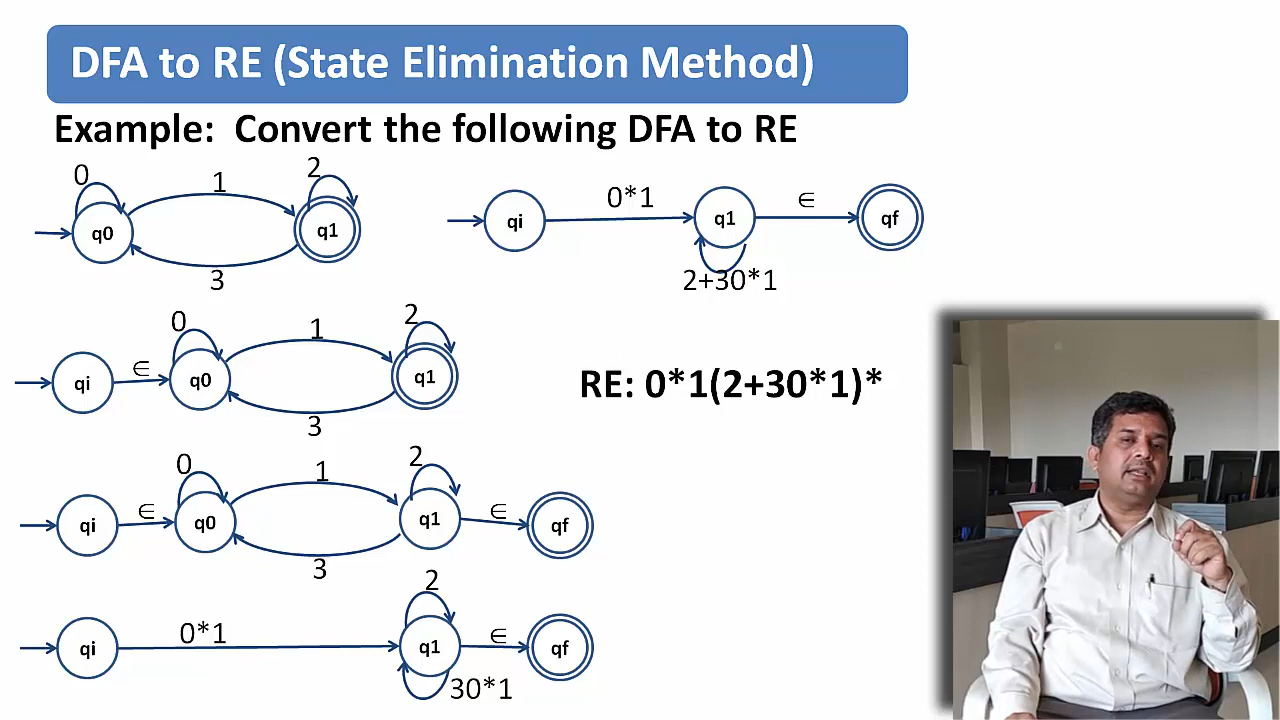 DFA to RE (State Elimination Method)
Example: Convert the following DFA to RE
0 1 2
q0 q1
3
0*1 ∈
qi q1 qf
2+30*1
0 1 2
qi ∈ q0 q1
3
RE: 0*1(2+30*1)*
0 1 2
qi ∈ q0 q1 ∈ qf
3
2
0*1 ∈
qi q1 qf
30*1